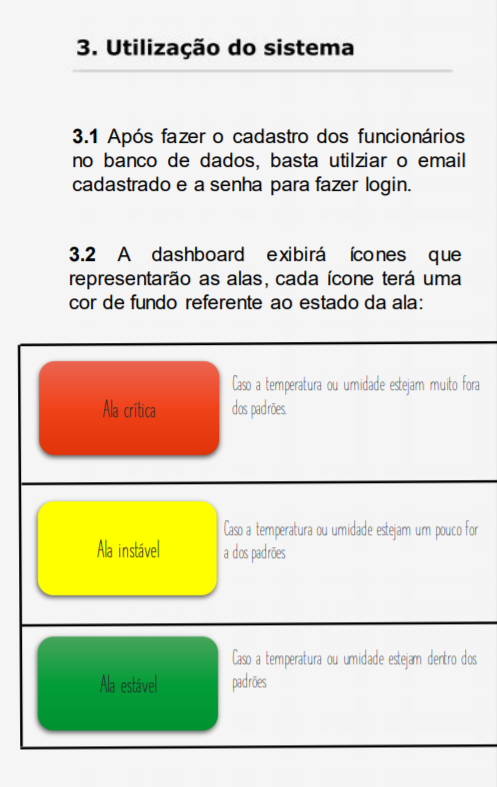 3. Utilização do sistema
3.1 Após fazer o cadastro dos funcionários
no banco de dados, basta utilziar o email
cadastrado e a senha para fazer login.
3.2 A dashboard exibirá ícones que
representarão as alas, cada ícone terá uma
cor de fundo referente ao estado da ala:
Ala crítica
Caso a temperatura ou umidade estejam muito fora
dos padrões.
Ala instável
Caso a temperatura ou umidade estejam um pouco for
a dos padrões
Ala estável
Caso a temperatura ou umidade estejam dentro dos
padrões